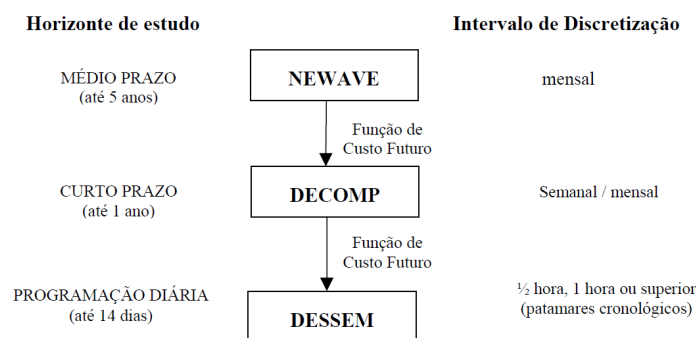 Horizonte de estudo
Intervalo de Discretização
MÉDIO PRAZO
(até 5 anos)
NEWAVE
mensal
Função de
Custo Futuro
CURTO PRAZO
(até 1 ano)
DECOMP
Semanal / mensal
Função de
Custo Futuro
PROGRAMAÇÃO DIÁRIA
(até 14 dias)
DESSEM
½ hora, 1 hora ou superior
(patamares cronológicos)